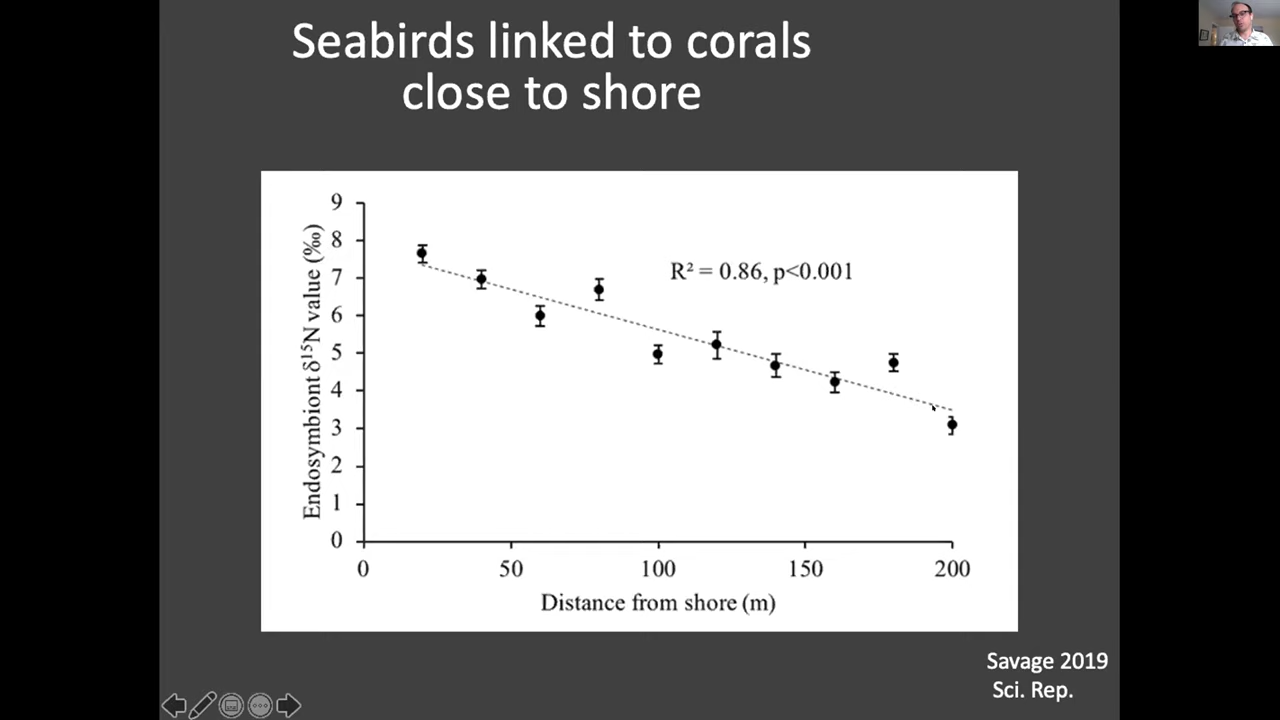 Seabirds linked to corals
close to shore
R² = 0.86, p<0.001
Endosymbiont δ¹⁵N value (‰)
9
8
7
6
5
4
3
2
1
0
0 50 100 150 200
Distance from shore (m)
Savage 2019
Sci. Rep.